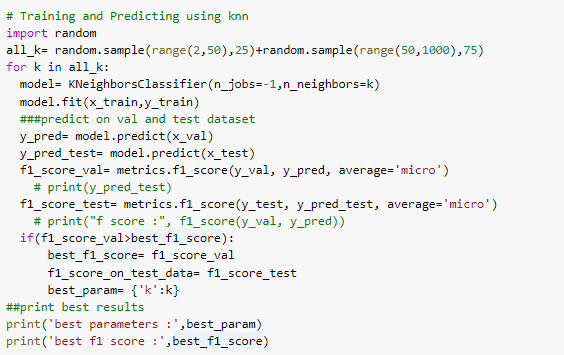 # Training and Predicting using knn
import random
all_k= random.sample(range(2,50),25)+random.sample(range(50,1000),75)
for k in all_k:
  model= KNeighborsClassifier(n_jobs=-1,n_neighbors=k)
  model.fit(x_train,y_train)
  ###predict on val and test dataset
  y_pred= model.predict(x_val)
  y_pred_test= model.predict(x_test)
  f1_score_val= metrics.f1_score(y_val, y_pred, average='micro')
    # print(y_pred_test)
  f1_score_test= metrics.f1_score(y_test, y_pred_test, average='micro')
    # print("f score :", f1_score(y_val, y_pred))
  if(f1_score_val>best_f1_score):
      best_f1_score= f1_score_val
      f1_score_on_test_data= f1_score_test
      best_param= {'k':k}
##print best results
print('best parameters :',best_param)
print('best f1 score :',best_f1_score)